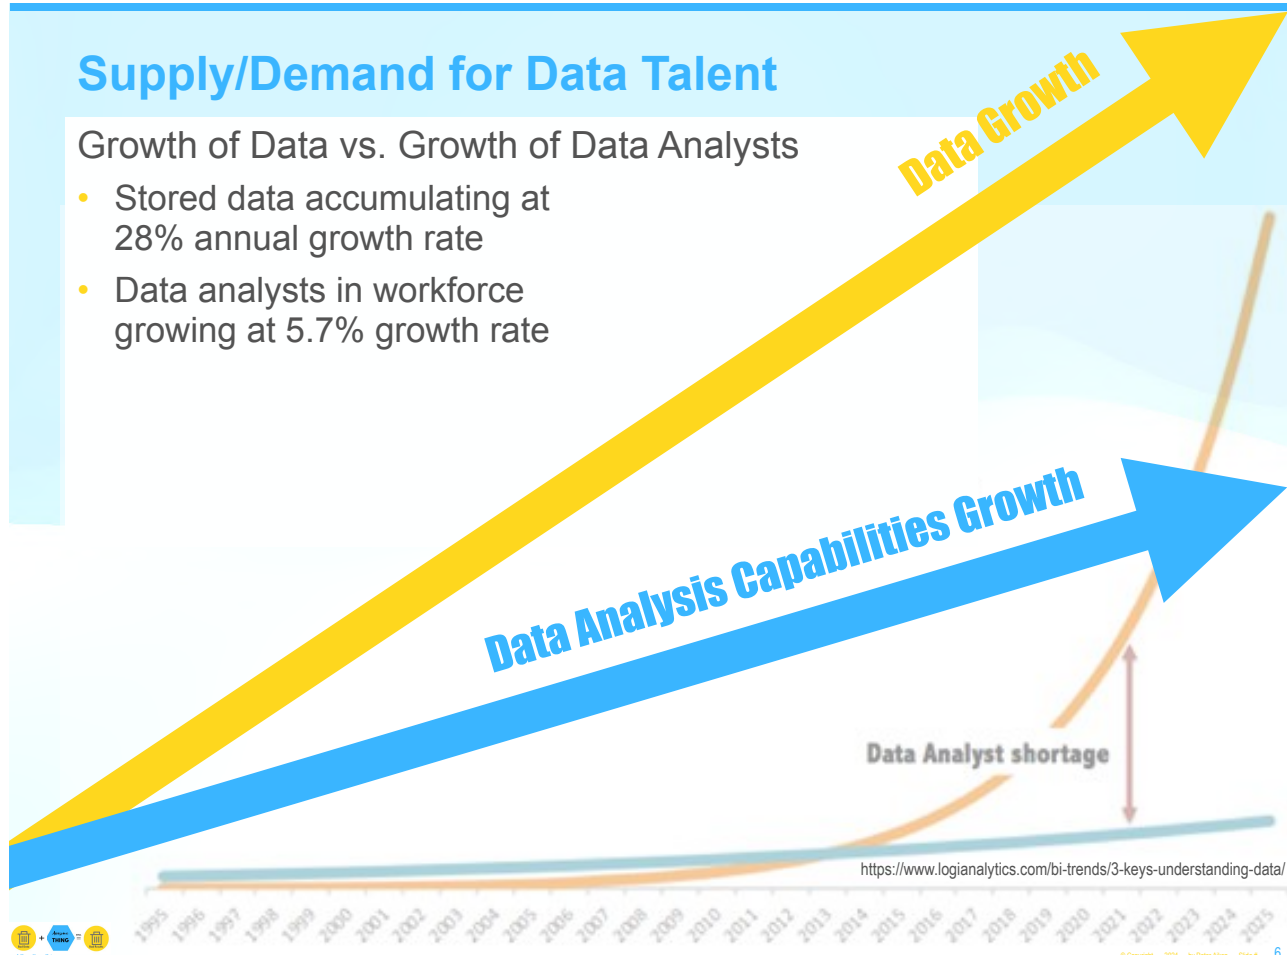 Supply/Demand for Data Talent
Growth of Data vs. Growth of Data Analysts
• Stored data accumulating at
28% annual growth rate
• Data analysts in workforce
growing at 5.7% growth rate
Data Growth
Data Analysis Capabilities Growth
Data Analyst shortage
https://www.logianalytics.com/bi-trends/3-keys-understanding-data/
1995 1996 1997 1998 1999 2000 2001 2002 2003 2004 2005 2006 2007 2008 2009 2010 2011 2012 2013 2014 2015 2016 2017 2018 2019 2020 2021 2022 2023 2024 2025
+ THING =
6